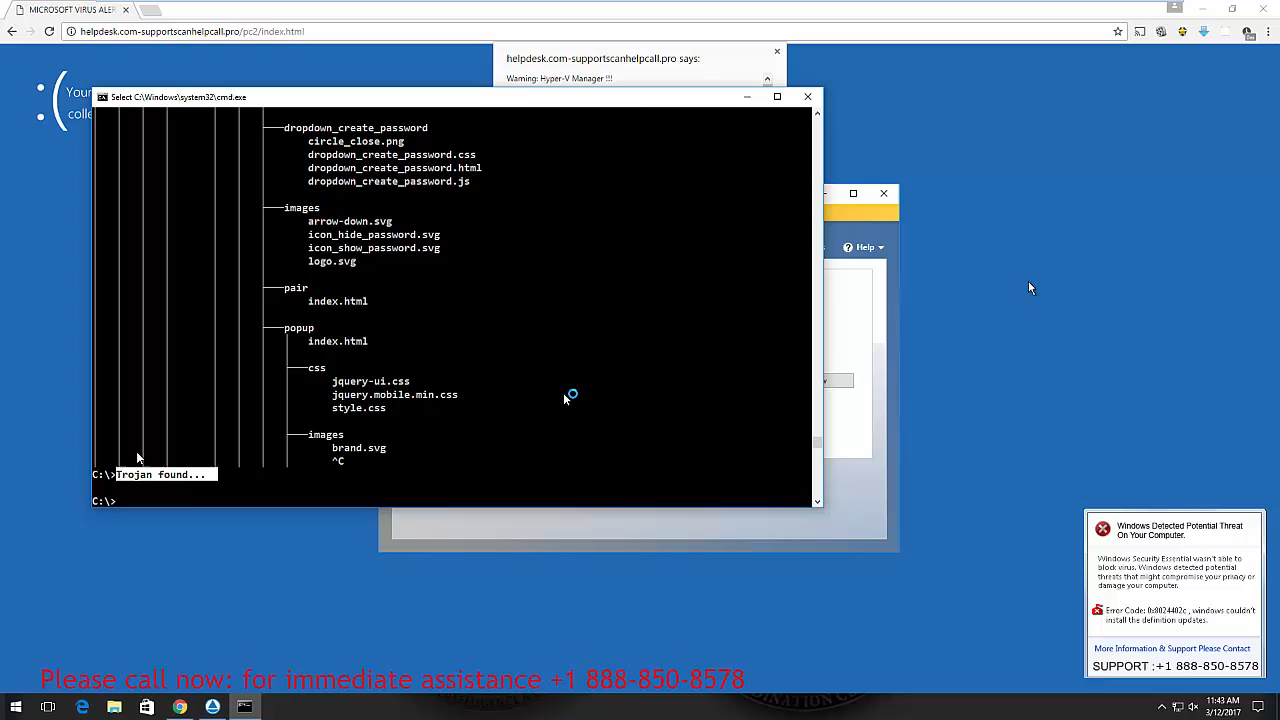 MICROSOFT VIRUS ALER
helpdesk.com-supportscanhelpcall.pro/pc2/index.html
helpdesk.com-supportscanhelpcall.pro says:
Warning: Hyper-V Manager !!!
:( Your
colle
Select C:\Windows\system32\cmd.exe
dropdown_create_password
circle_close.png
dropdown_create_password.css
dropdown_create_password.html
dropdown_create_password.js
images
arrow-down.svg
icon_hide_password.svg
icon_show_password.svg
logo.svg
pair
index.html
popup
index.html
css
jquery-ui.css
jquery.mobile.min.css
style.css
images
brand.svg
^C
C:\>Trojan found...
C:\>
Help
Windows Detected Potential Threat
On Your Computer.
Windows Security Essential wasn't able to
block virus. Windows detected potential
threats that might compromise your privacy or
damage your computer.
Error Code: 0x8024402c , windows couldn't
install the definition updates.
More Information & Support Please Contact
SUPPORT :+1 888-850-8578
Please call now: for immediate assistance +1 888-850-8578
11:43 AM
3/12/2017